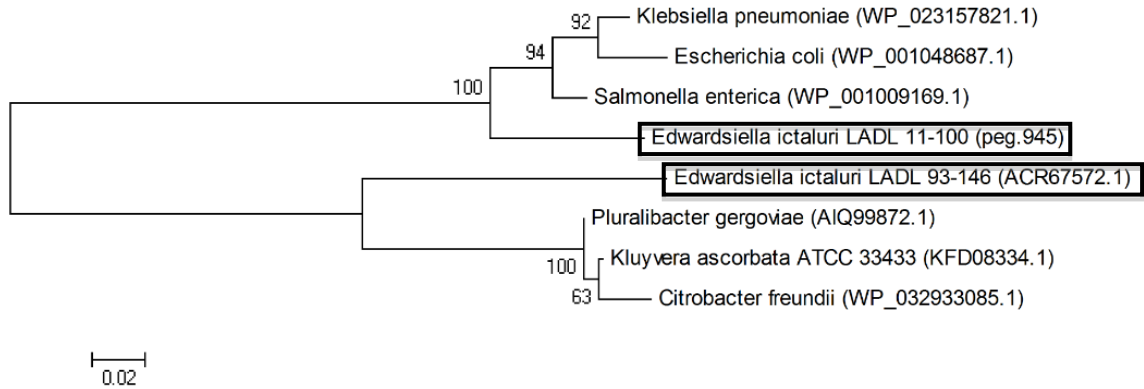 92
Klebsiella pneumoniae (WP_023157821.1)
94
Escherichia coli (WP_001048687.1)
100
Salmonella enterica (WP_001009169.1)
Edwardsiella ictaluri LADL 11-100 (peg.945)
Edwardsiella ictaluri LADL 93-146 (ACR67572.1)
Pluralibacter gergoviae (AIQ99872.1)
100
Kluyvera ascorbata ATCC 33433 (KFD08334.1)
63
Citrobacter freundii (WP_032933085.1)
0.02